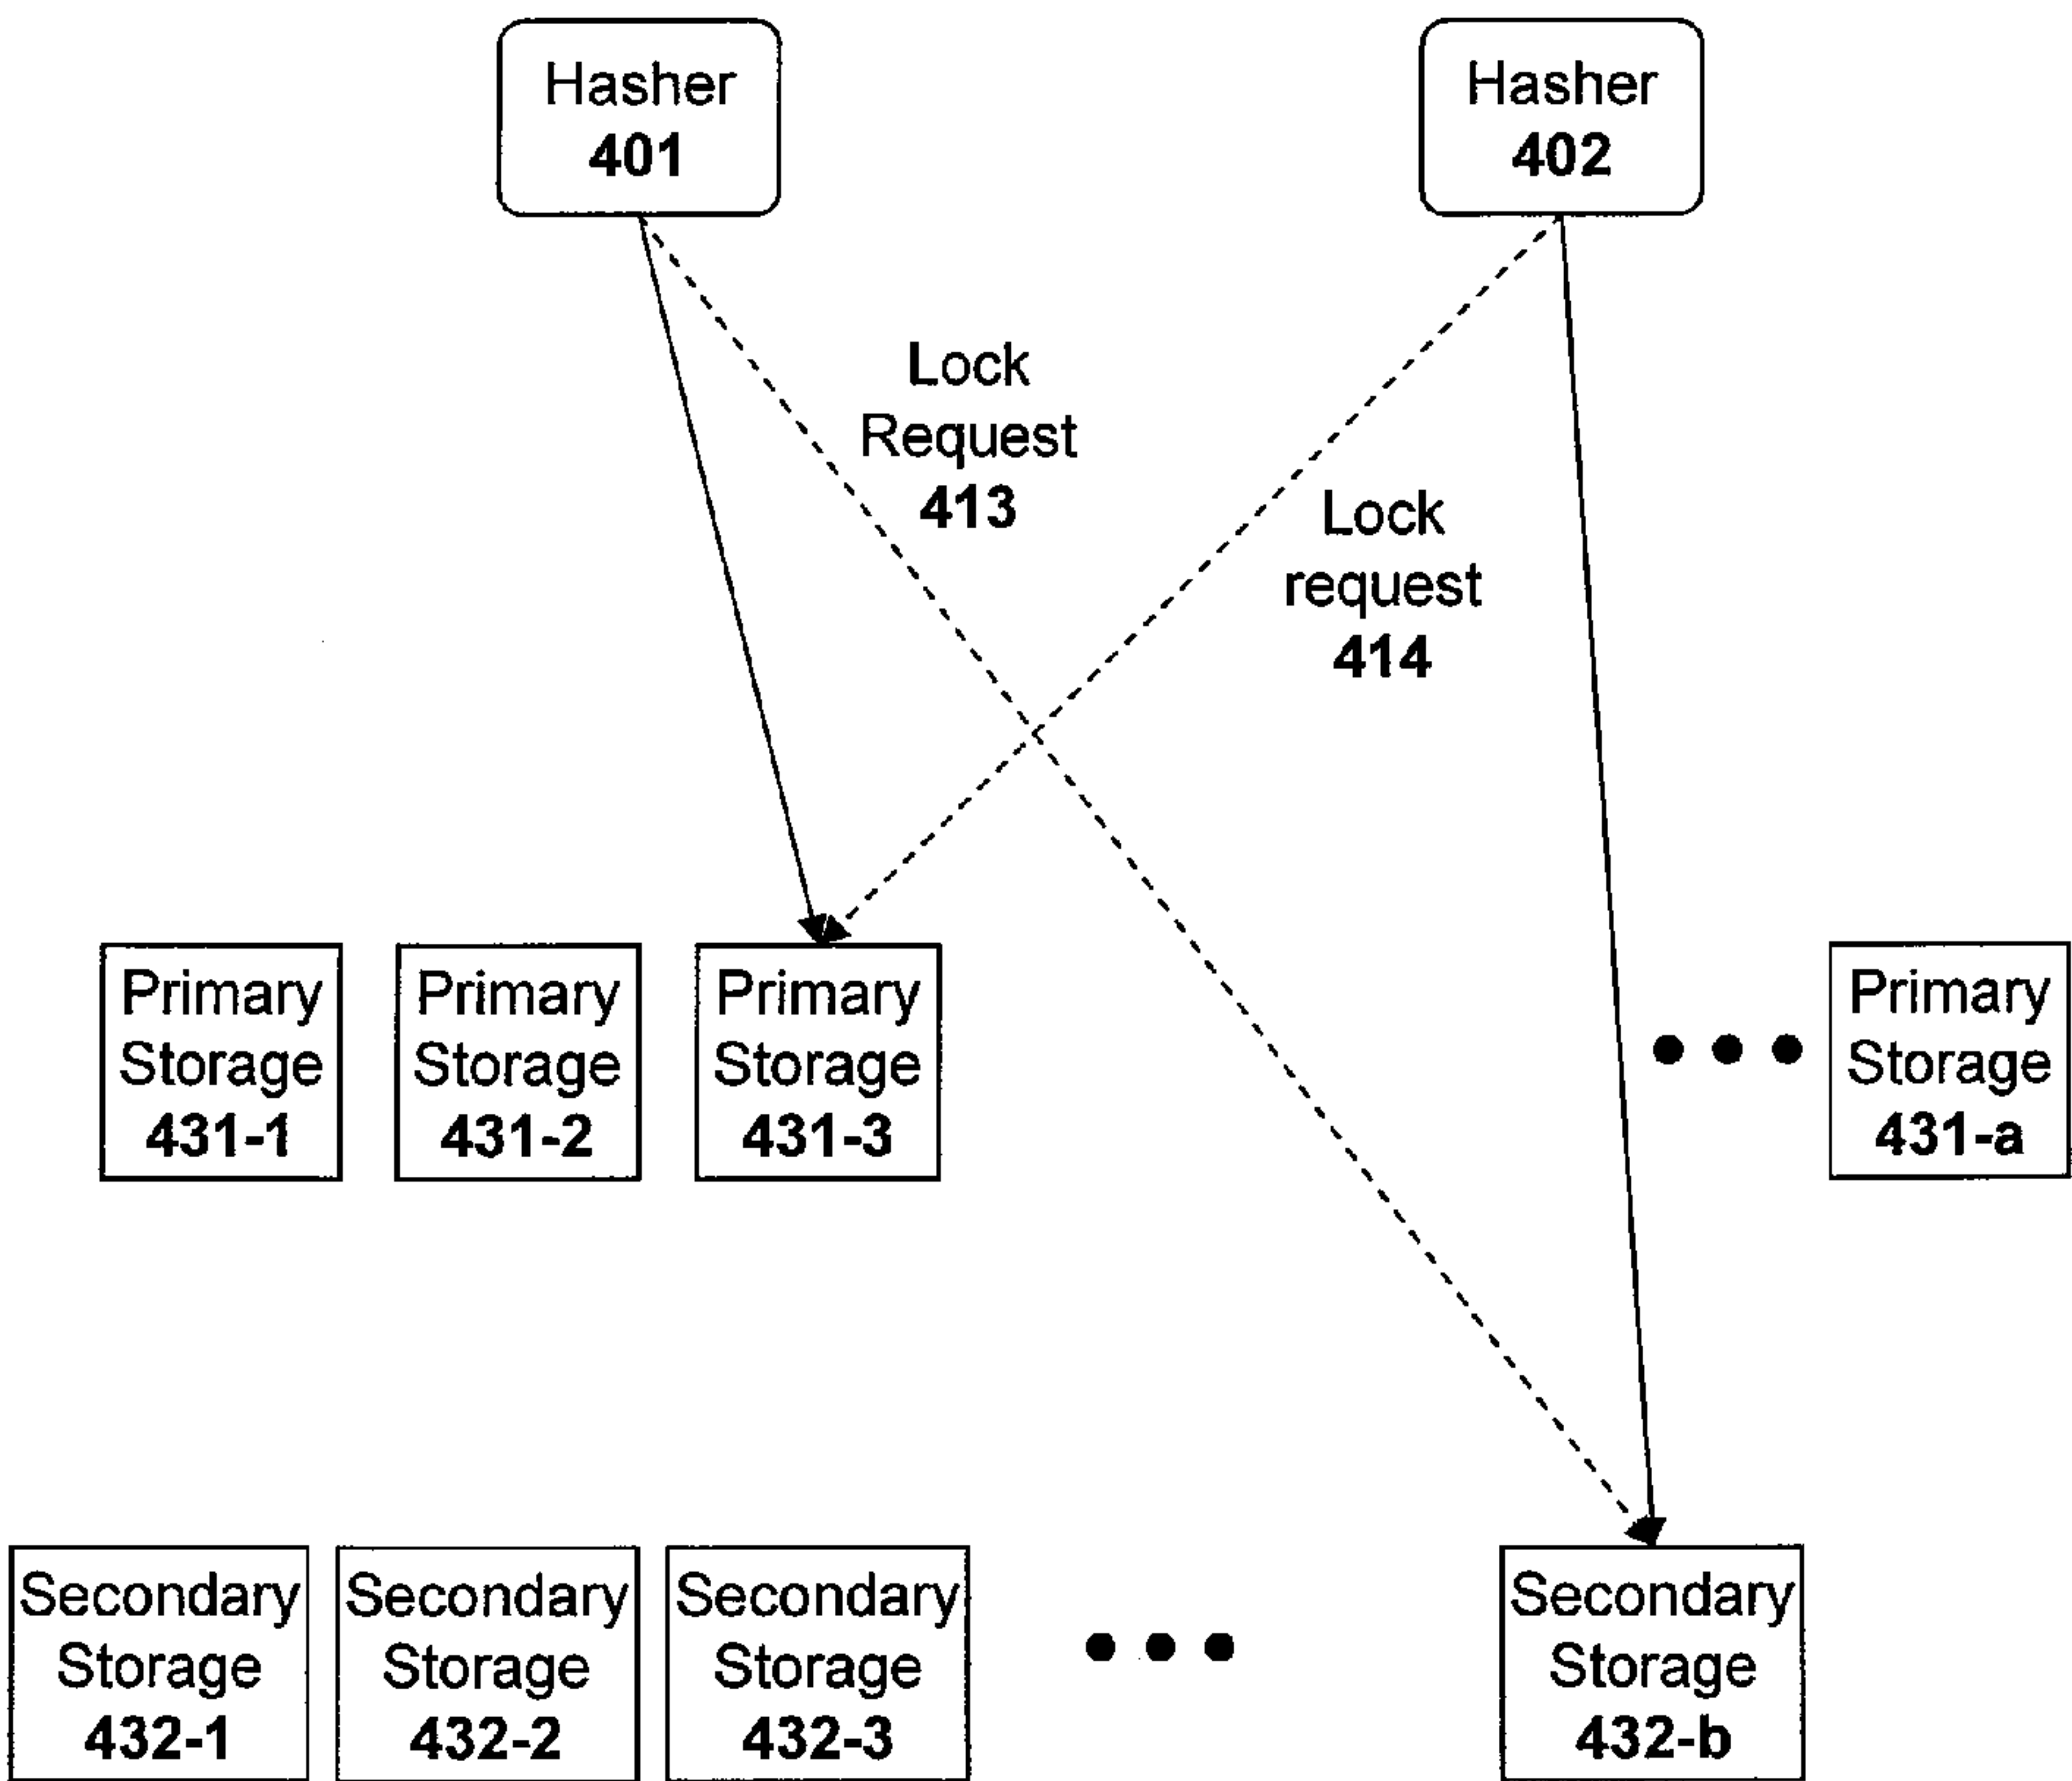 Hasher
401
Hasher
402
Lock
Request
413
Lock
request
414
Primary
Storage
431-1
Primary
Storage
431-2
Primary
Storage
431-3
Primary
Storage
431-a
Secondary
Storage
432-1
Secondary
Storage
432-2
Secondary
Storage
432-3
Secondary
Storage
432-b